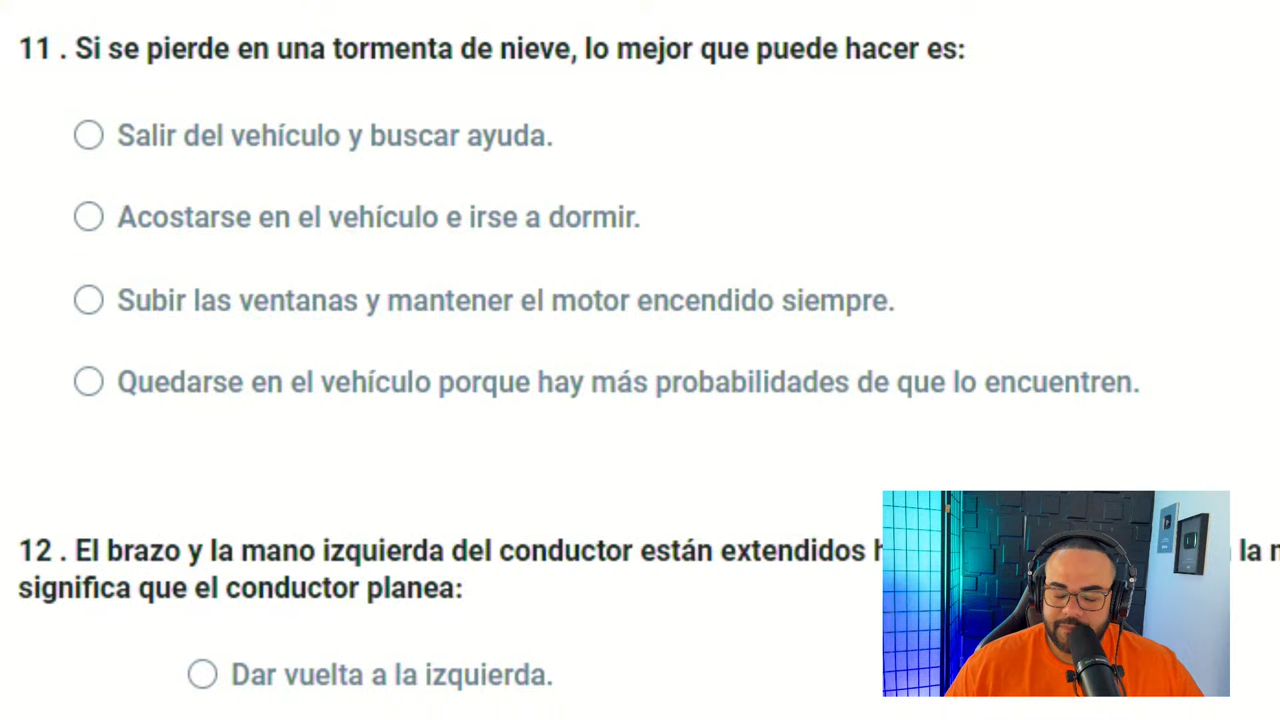 11 . Si se pierde en una tormenta de nieve, lo mejor que puede hacer es:
Salir del vehículo y buscar ayuda.
Acostarse en el vehículo e irse a dormir.
Subir las ventanas y mantener el motor encendido siempre.
Quedarse en el vehículo porque hay más probabilidades de que lo encuentren.
12 . El brazo y la mano izquierda del conductor están extendidos la
significa que el conductor planea:
Dar vuelta a la izquierda.